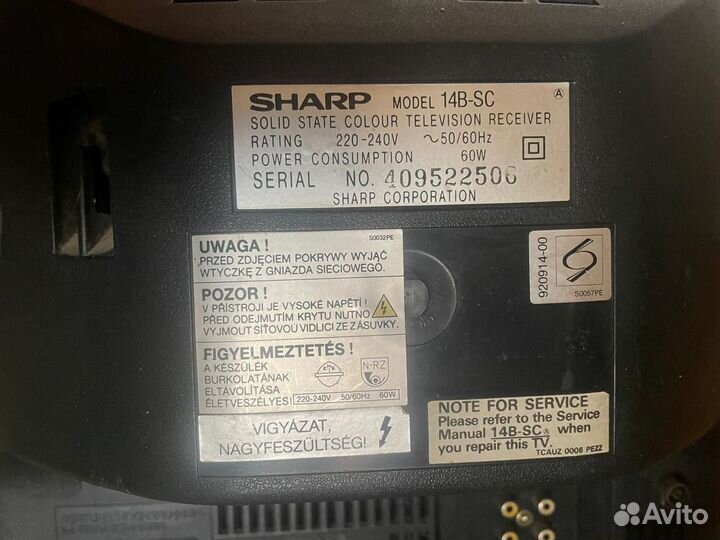 SHARP MODEL 14B-SC A
SOLID STATE COLOUR TELEVISION RECEIVER
RATING 220-240V ~50/60Hz
POWER CONSUMPTION 60W
SERIAL NO. 409522506
SHARP CORPORATION
S0032PE
UWAGA !
PRZED ZDJĘCIEM POKRYWY WYJĄĆ
WTYCZKĘ Z GNIAZDA SIECIOWEGO.
POZOR !
V PŘÍSTROJI JE VYSOKÉ NAPĚTÍ !
PŘED ODEJMUTÍM KRYTU NUTNO
VYJMOUT SÍŤOVOU VIDLICI ZE ZÁSUVKY.
FIGYELMEZTETÉS !
A KÉSZÜLÉK
BURKOLATÁNAK
ELTÁVOLÍTÁSA
ÉLETVESZÉLYES!
N-RZ
220-240V 50/60Hz 60W
VIGYÁZAT,
NAGYFESZÜLTSÉG!
920914-00
S0057PE
NOTE FOR SERVICE
Please refer to the Service
Manual 14B-SC A when
you repair this TV.
TCAUZ 0006 PEZZ
Avito